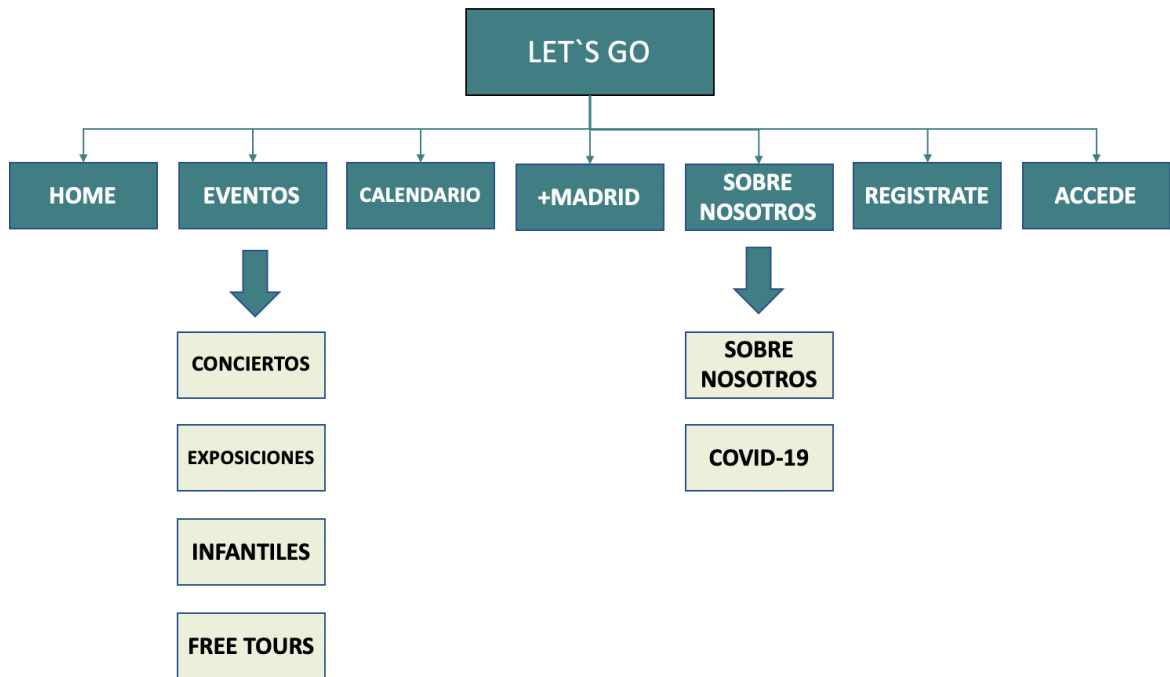 LET`S GO
HOME
EVENTOS
CALENDARIO
+MADRID
SOBRE
NOSOTROS
REGISTRATE
ACCEDE
CONCIERTOS
EXPOSICIONES
INFANTILES
FREE TOURS
SOBRE
NOSOTROS
COVID-19